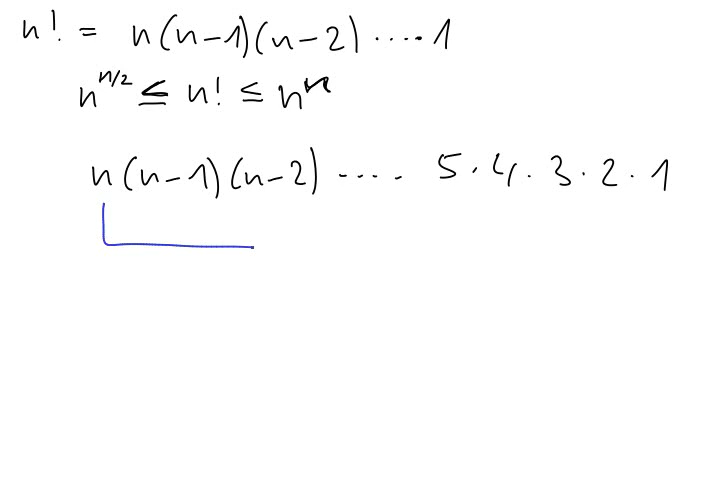 n! = n(n-1)(n-2) ..... 1
n^{n/2} ≤ n! ≤ n^n
n(n-1)(n-2) .... 5 · 4 · 3 · 2 · 1